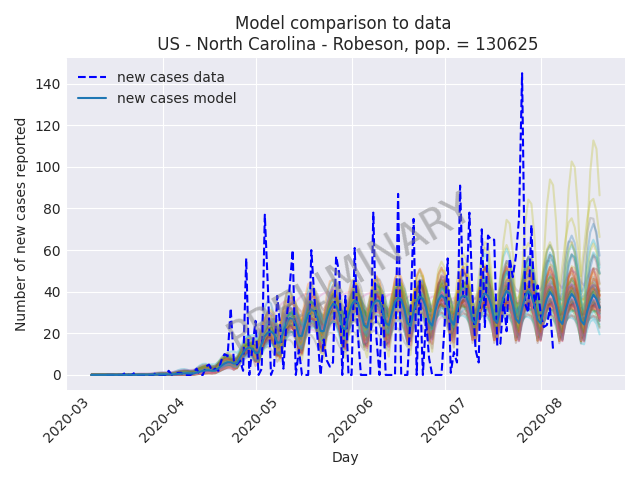 Model comparison to data
US - North Carolina - Robeson, pop. = 130625
new cases data
new cases model
PRELIMINARY
Number of new cases reported
140
120
100
80
60
40
20
0
2020-03
2020-04
2020-05
2020-06
2020-07
2020-08
Day